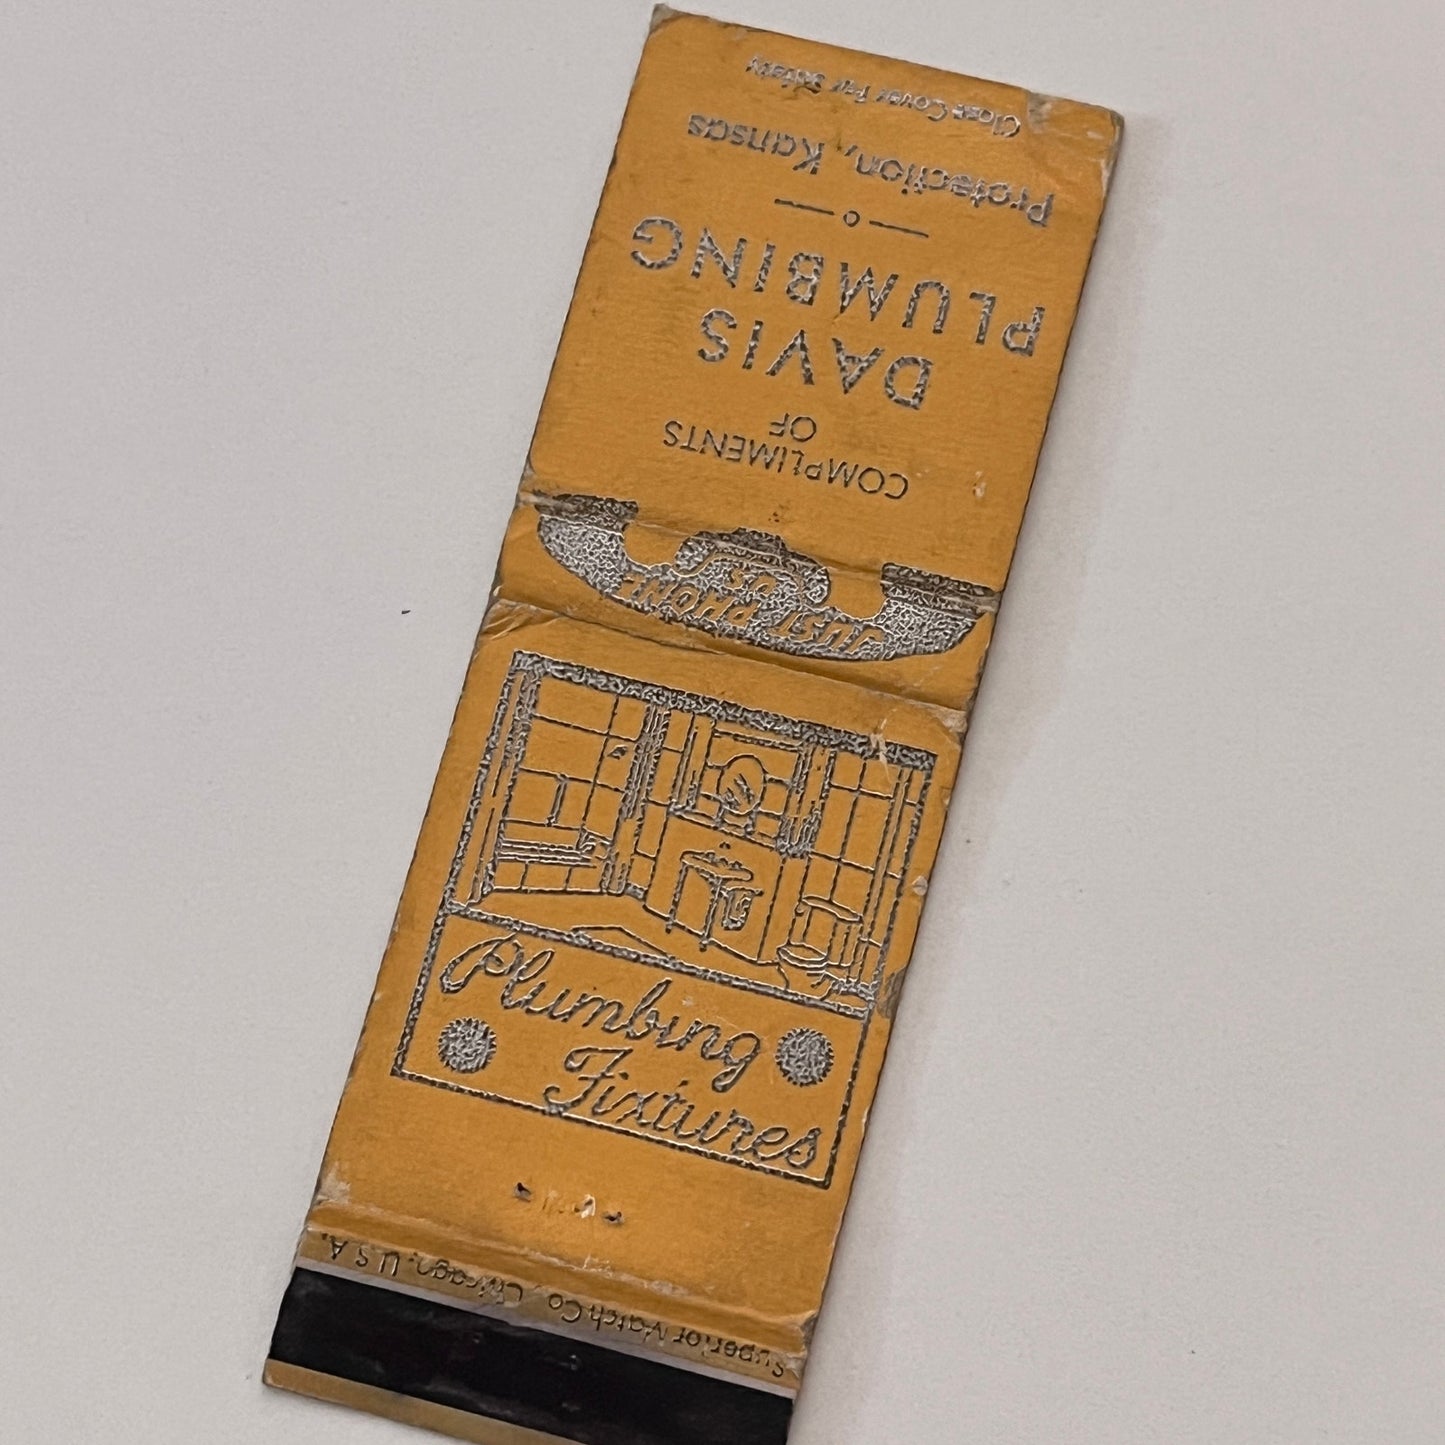 COMPLIMENTS
OF
DAVIS
PLUMBING
Protection, Kansas
Close Cover For Safety
JUST PHONE
US
Plumbing
Fixtures
Superior Match Co., Chicago, U.S.A.